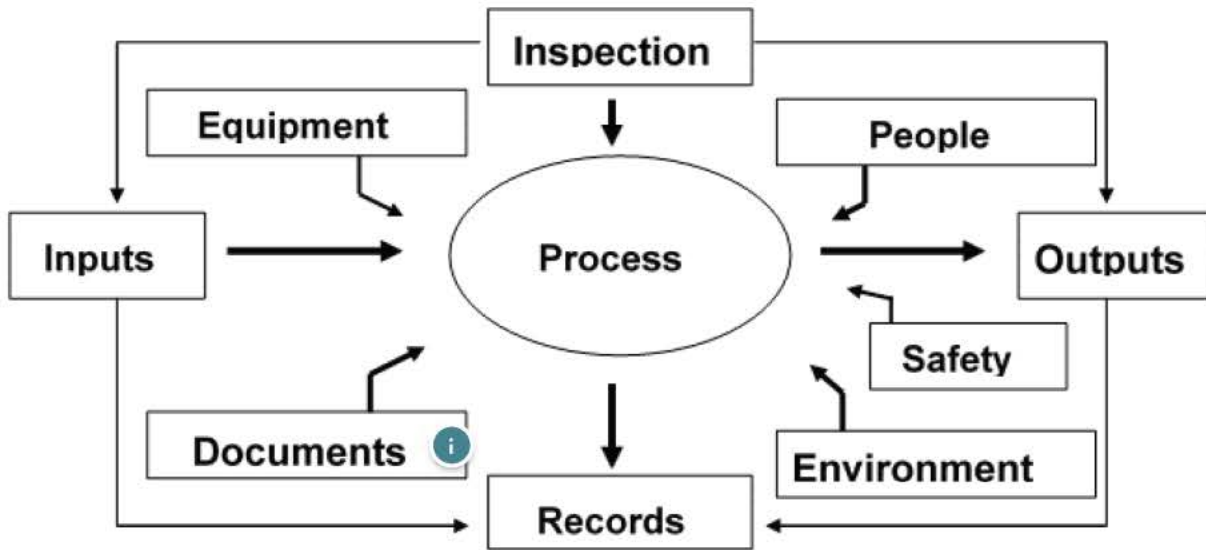 Inspection
Equipment
People
Inputs
Process
Outputs
Safety
Documents
i
Environment
Records